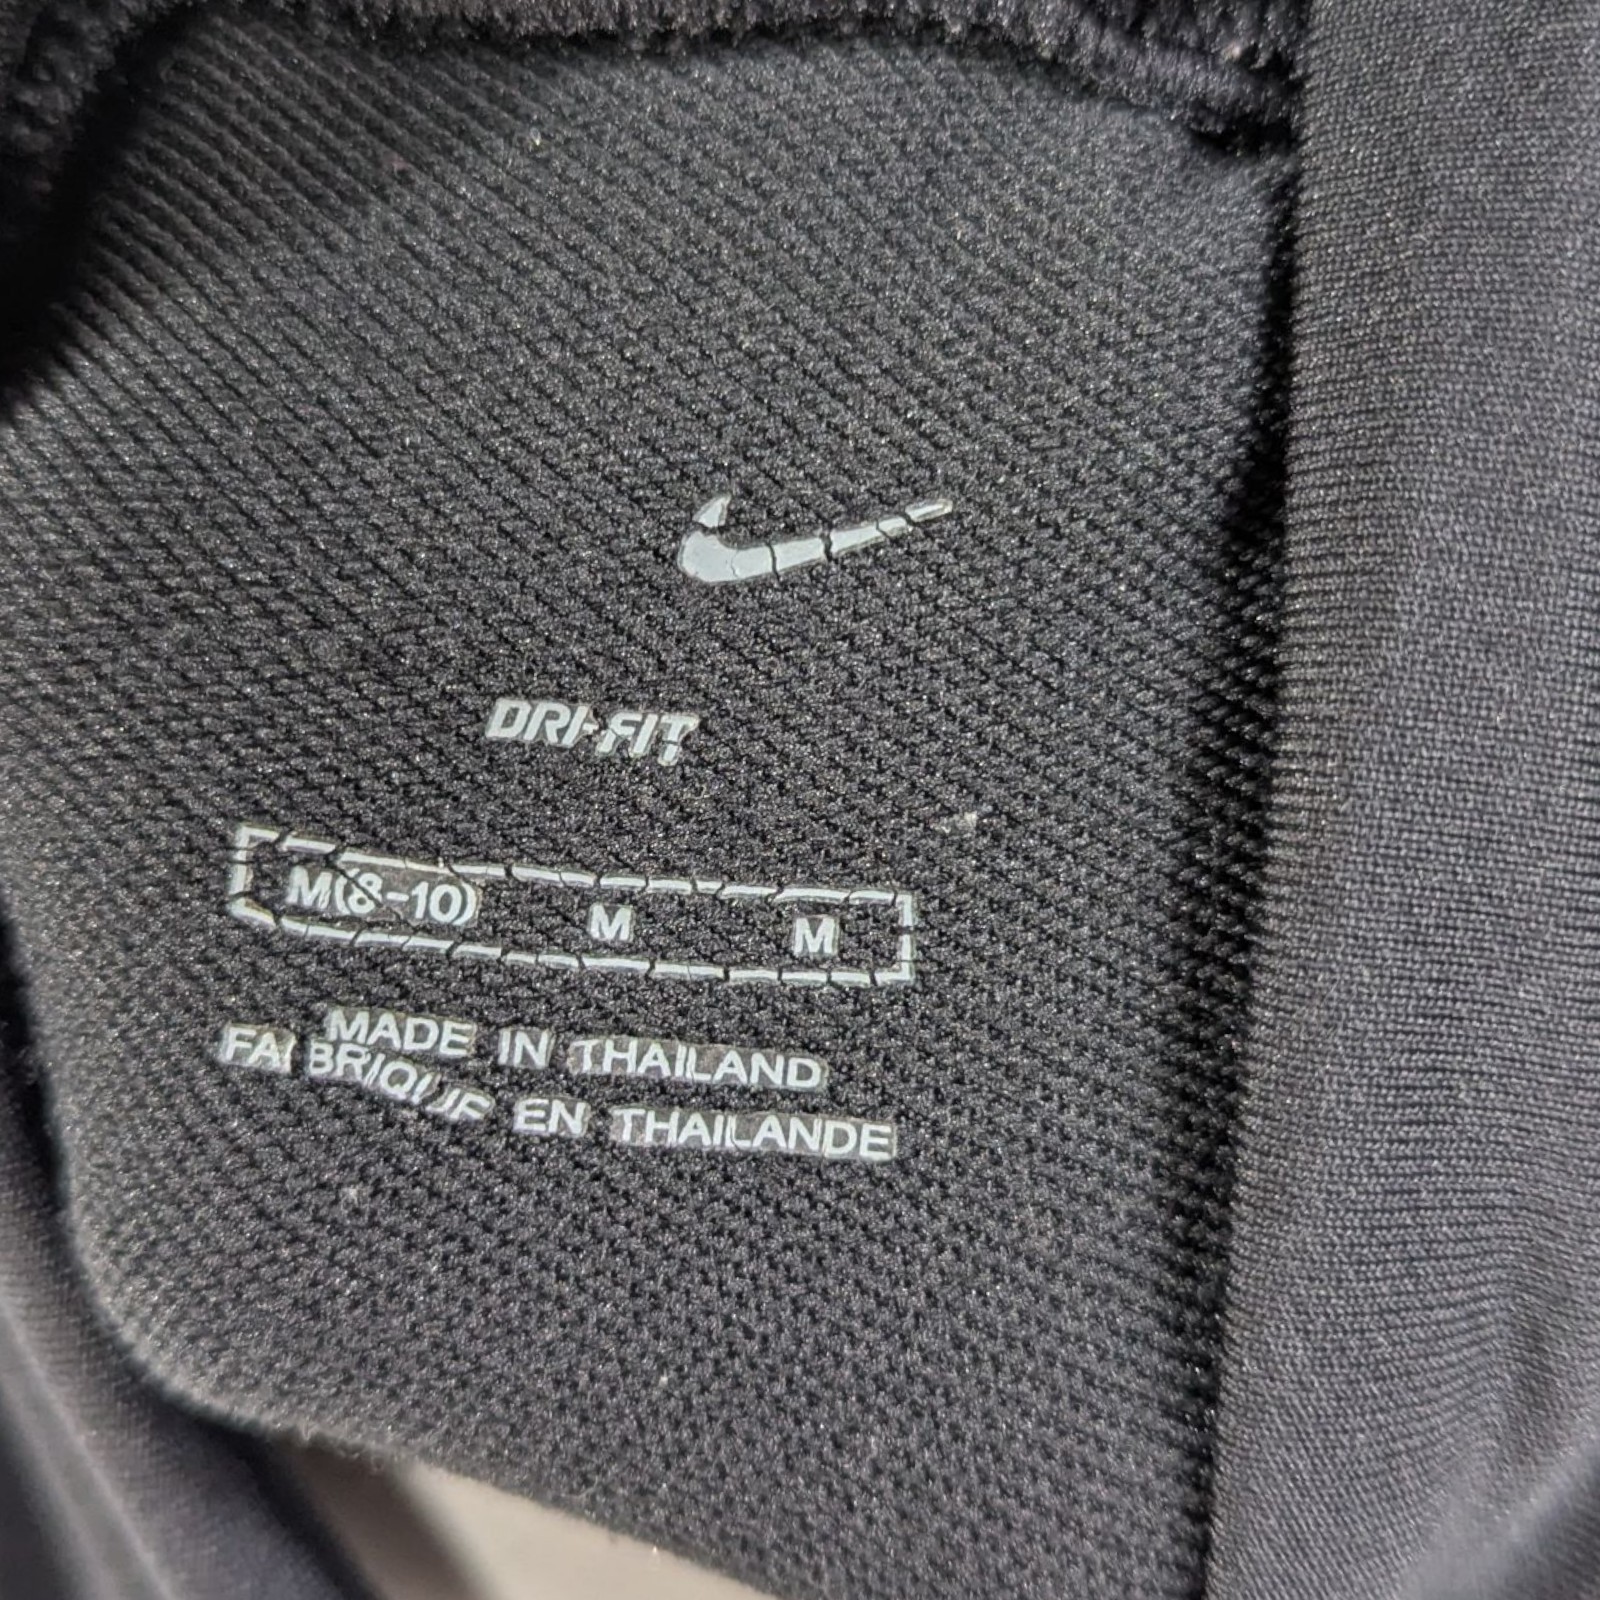 DRI-FIT
M(8-10) M M
MADE IN THAILAND
FABRIQUE EN THAILANDE